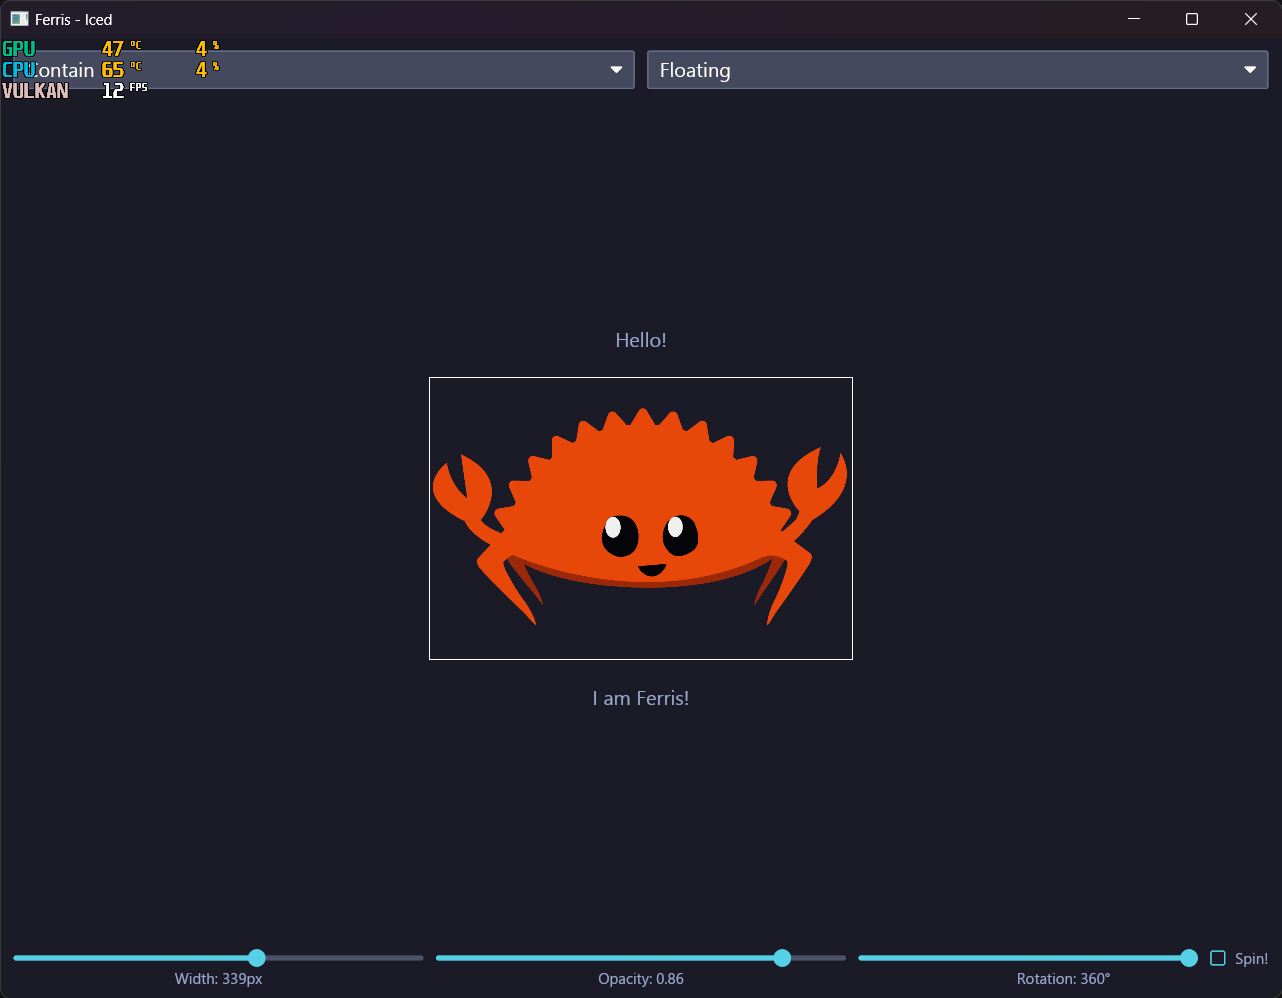 Ferris - Iced
GPU 47 °C 4 %
CPU 65 °C 4 %
VULKAN 12 FPS
Contain
Floating
Hello!
I am Ferris!
Width: 339px
Opacity: 0.86
Rotation: 360°
Spin!